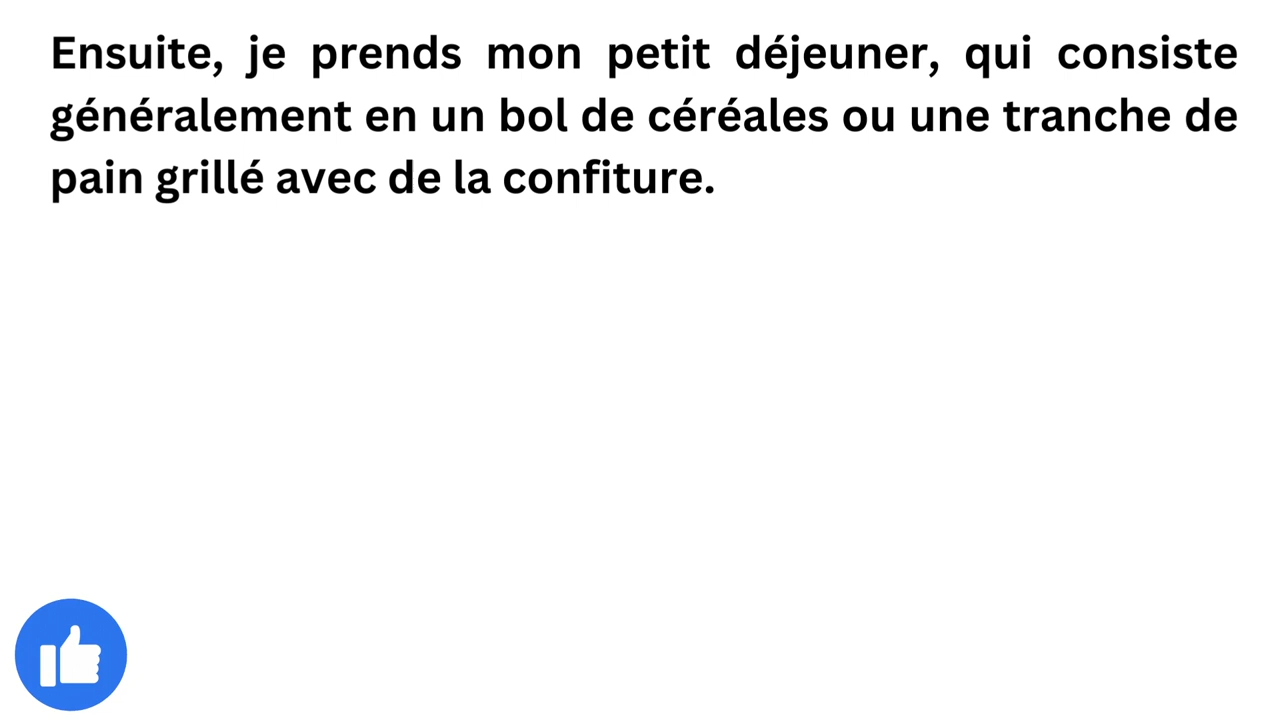 Ensuite, je prends mon petit déjeuner, qui consiste
généralement en un bol de céréales ou une tranche de
pain grillé avec de la confiture.